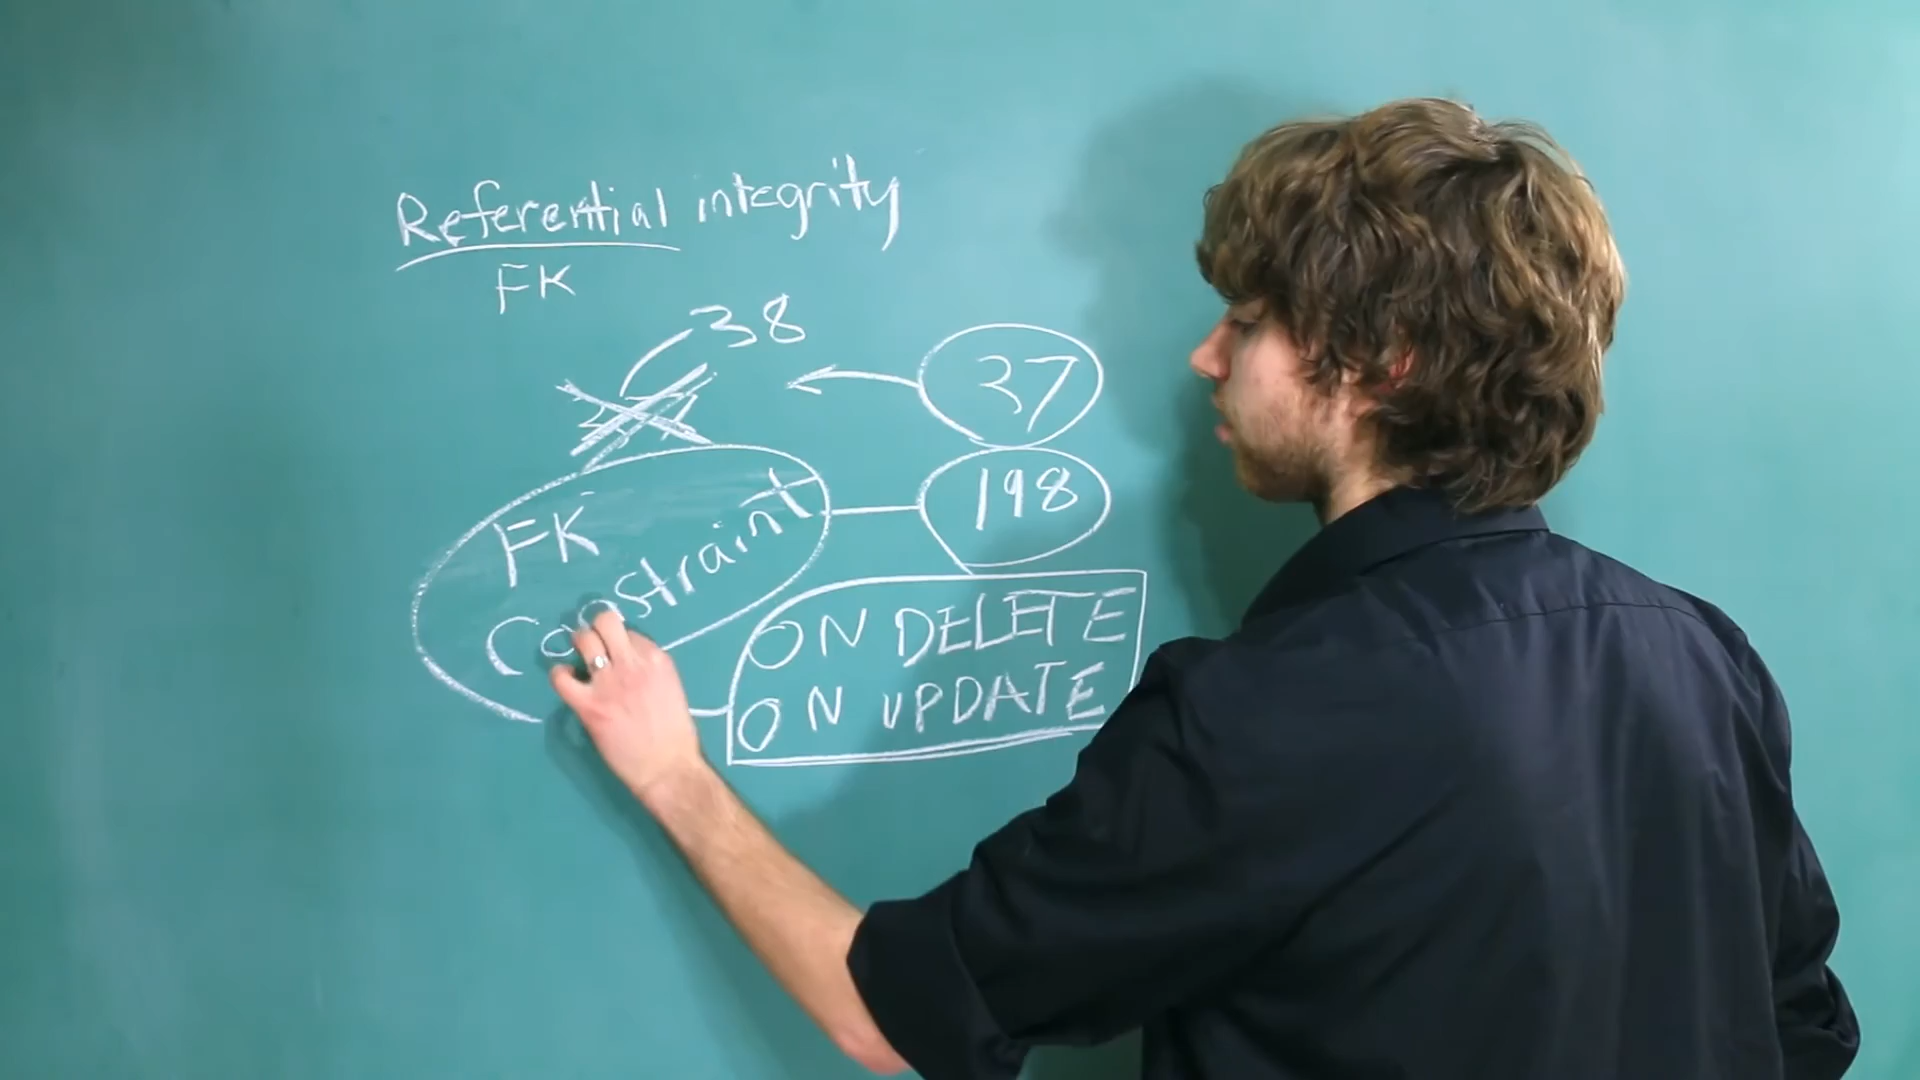 Referential integrity
FK
38
37
198
FK
Constraint
ON DELETE
ON UPDATE